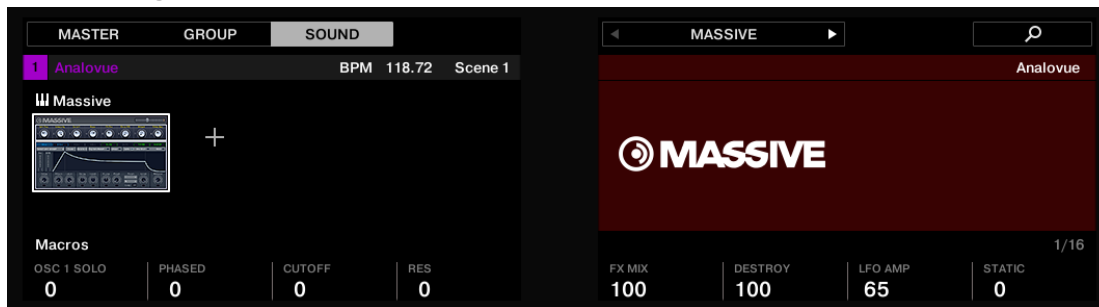 MASTER GROUP SOUND
1 Analovue BPM 118.72 Scene 1
Massive
MASSIVE
Macros
OSC 1 SOLO PHASED CUTOFF RES
0 0 0 0
MASSIVE
Analovue
MASSIVE
1/16
FX MIX DESTROY LFO AMP STATIC
100 100 65 0